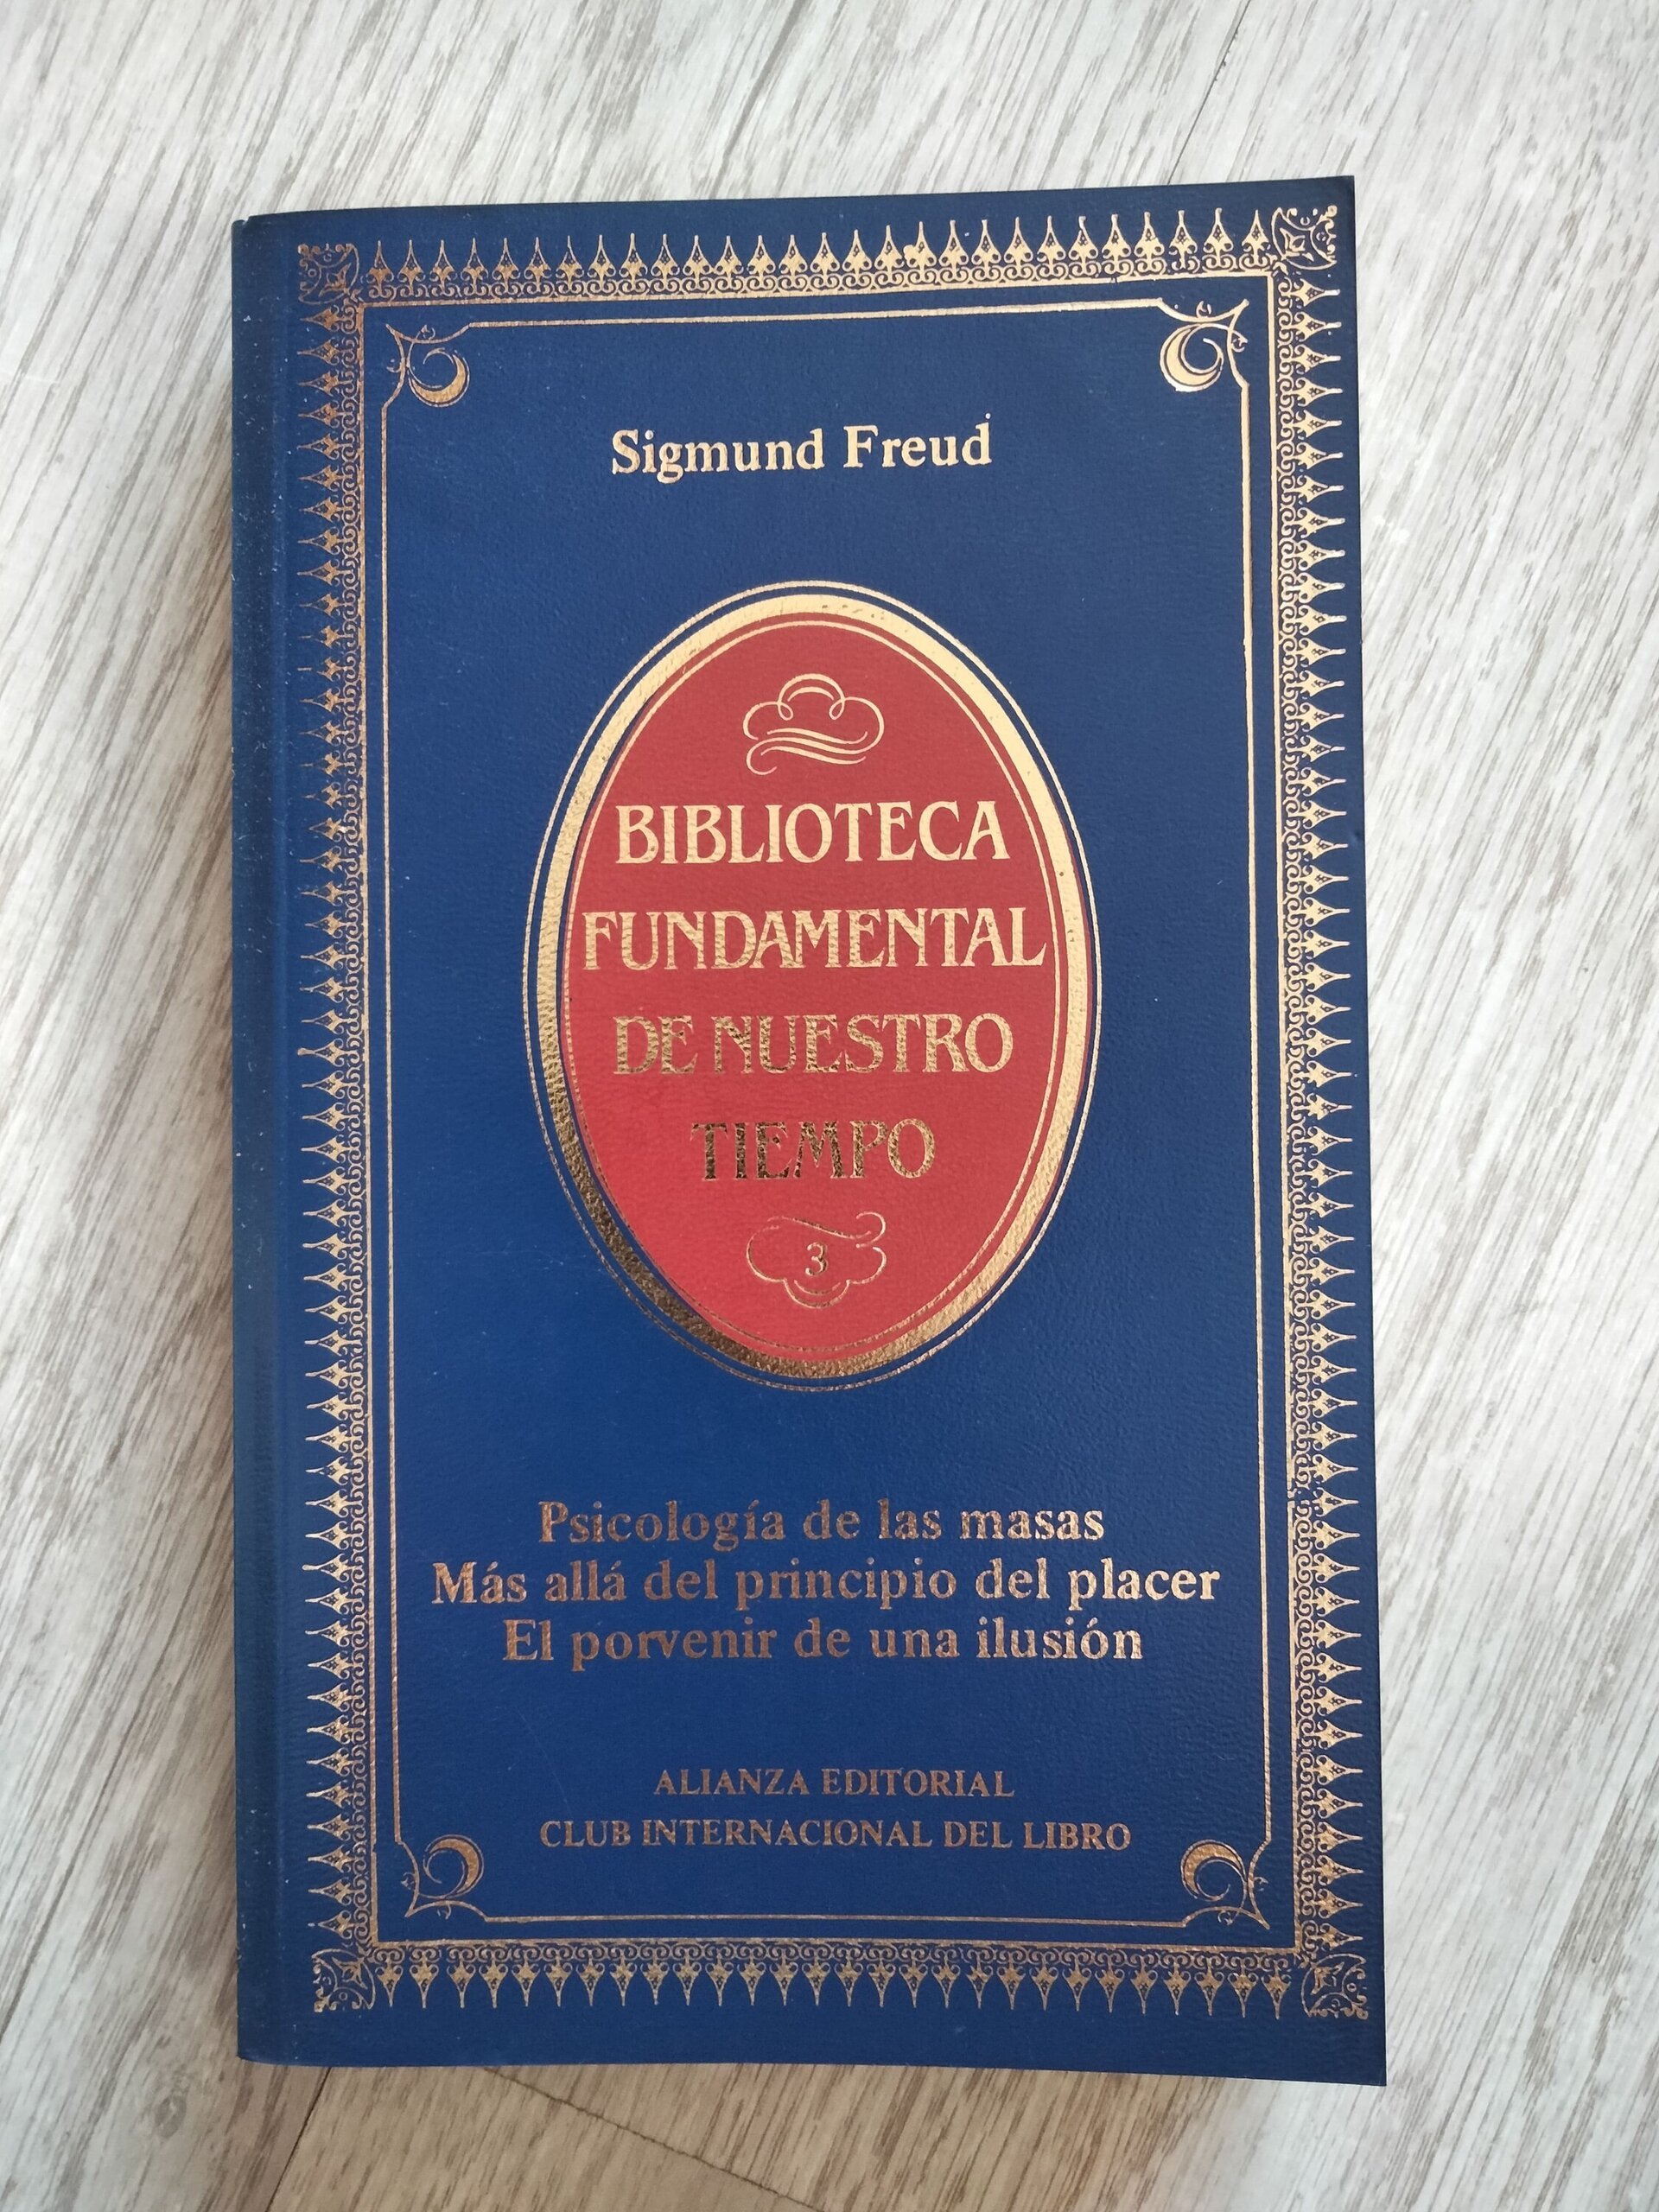 Sigmund Freud
BIBLIOTECA
FUNDAMENTAL
DE NUESTRO
TIEMPO
3
Psicología de las masas
Más allá del principio del placer
El porvenir de una ilusión
ALIANZA EDITORIAL
CLUB INTERNACIONAL DEL LIBRO